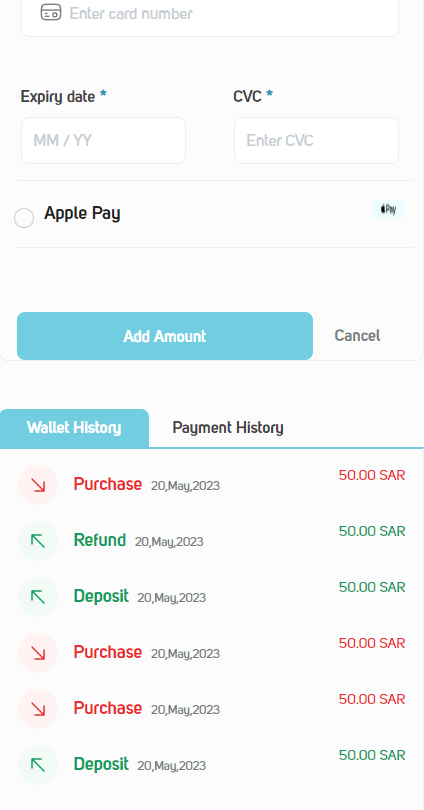 Enter card number
Expiry date * CVC *
MM / YY Enter CVC
Apple Pay Pay
Add Amount Cancel
Wallet History Payment History
Purchase 20,May,2023 50.00 SAR
Refund 20,May,2023 50.00 SAR
Deposit 20,May,2023 50.00 SAR
Purchase 20,May,2023 50.00 SAR
Purchase 20,May,2023 50.00 SAR
Deposit 20,May,2023 50.00 SAR